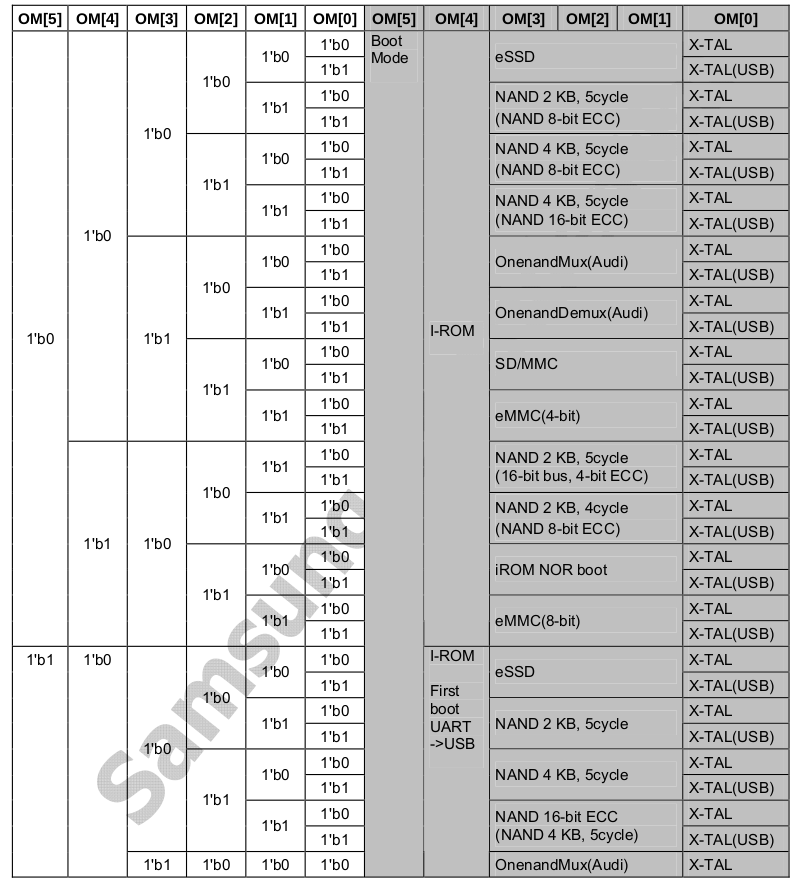 OM[5] OM[4] OM[3] OM[2] OM[1] OM[0] OM[5] OM[4] OM[3] OM[2] OM[1] OM[0]
1'b0 1'b0 1'b0 1'b0 1'b0 1'b0 Boot Mode I-ROM eSSD X-TAL
1'b1 X-TAL(USB)
1'b1 1'b0 NAND 2 KB, 5cycle X-TAL
1'b1 (NAND 8-bit ECC) X-TAL(USB)
1'b1 1'b0 1'b0 NAND 4 KB, 5cycle X-TAL
1'b1 (NAND 8-bit ECC) X-TAL(USB)
1'b1 1'b0 NAND 4 KB, 5cycle X-TAL
1'b1 (NAND 16-bit ECC) X-TAL(USB)
1'b1 1'b0 1'b0 1'b0 OnenandMux(Audi) X-TAL
1'b1 X-TAL(USB)
1'b1 1'b0 OnenandDemux(Audi) X-TAL
1'b1 X-TAL(USB)
1'b1 1'b0 1'b0 SD/MMC X-TAL
1'b1 X-TAL(USB)
1'b1 1'b0 eMMC(4-bit) X-TAL
1'b1 X-TAL(USB)
1'b1 1'b0 1'b0 1'b1 1'b0 NAND 2 KB, 5cycle X-TAL
1'b1 (16-bit bus, 4-bit ECC) X-TAL(USB)
1'b1 1'b0 NAND 2 KB, 4cycle X-TAL
1'b1 (NAND 8-bit ECC) X-TAL(USB)
1'b1 1'b0 1'b0 iROM NOR boot X-TAL
1'b1 X-TAL(USB)
1'b1 1'b0 eMMC(8-bit) X-TAL
1'b1 X-TAL(USB)
1'b1 1'b0 1'b0 1'b0 1'b0 1'b0 I-ROM eSSD X-TAL
1'b1 First X-TAL(USB)
1'b1 1'b0 boot NAND 2 KB, 5cycle X-TAL
1'b1 UART ->USB X-TAL(USB)
1'b1 1'b0 1'b0 NAND 4 KB, 5cycle X-TAL
1'b1 X-TAL(USB)
1'b1 1'b0 NAND 16-bit ECC X-TAL
1'b1 (NAND 4 KB, 5cycle) X-TAL(USB)
1'b1 1'b0 1'b0 1'b0 OnenandMux(Audi) X-TAL
Samsung